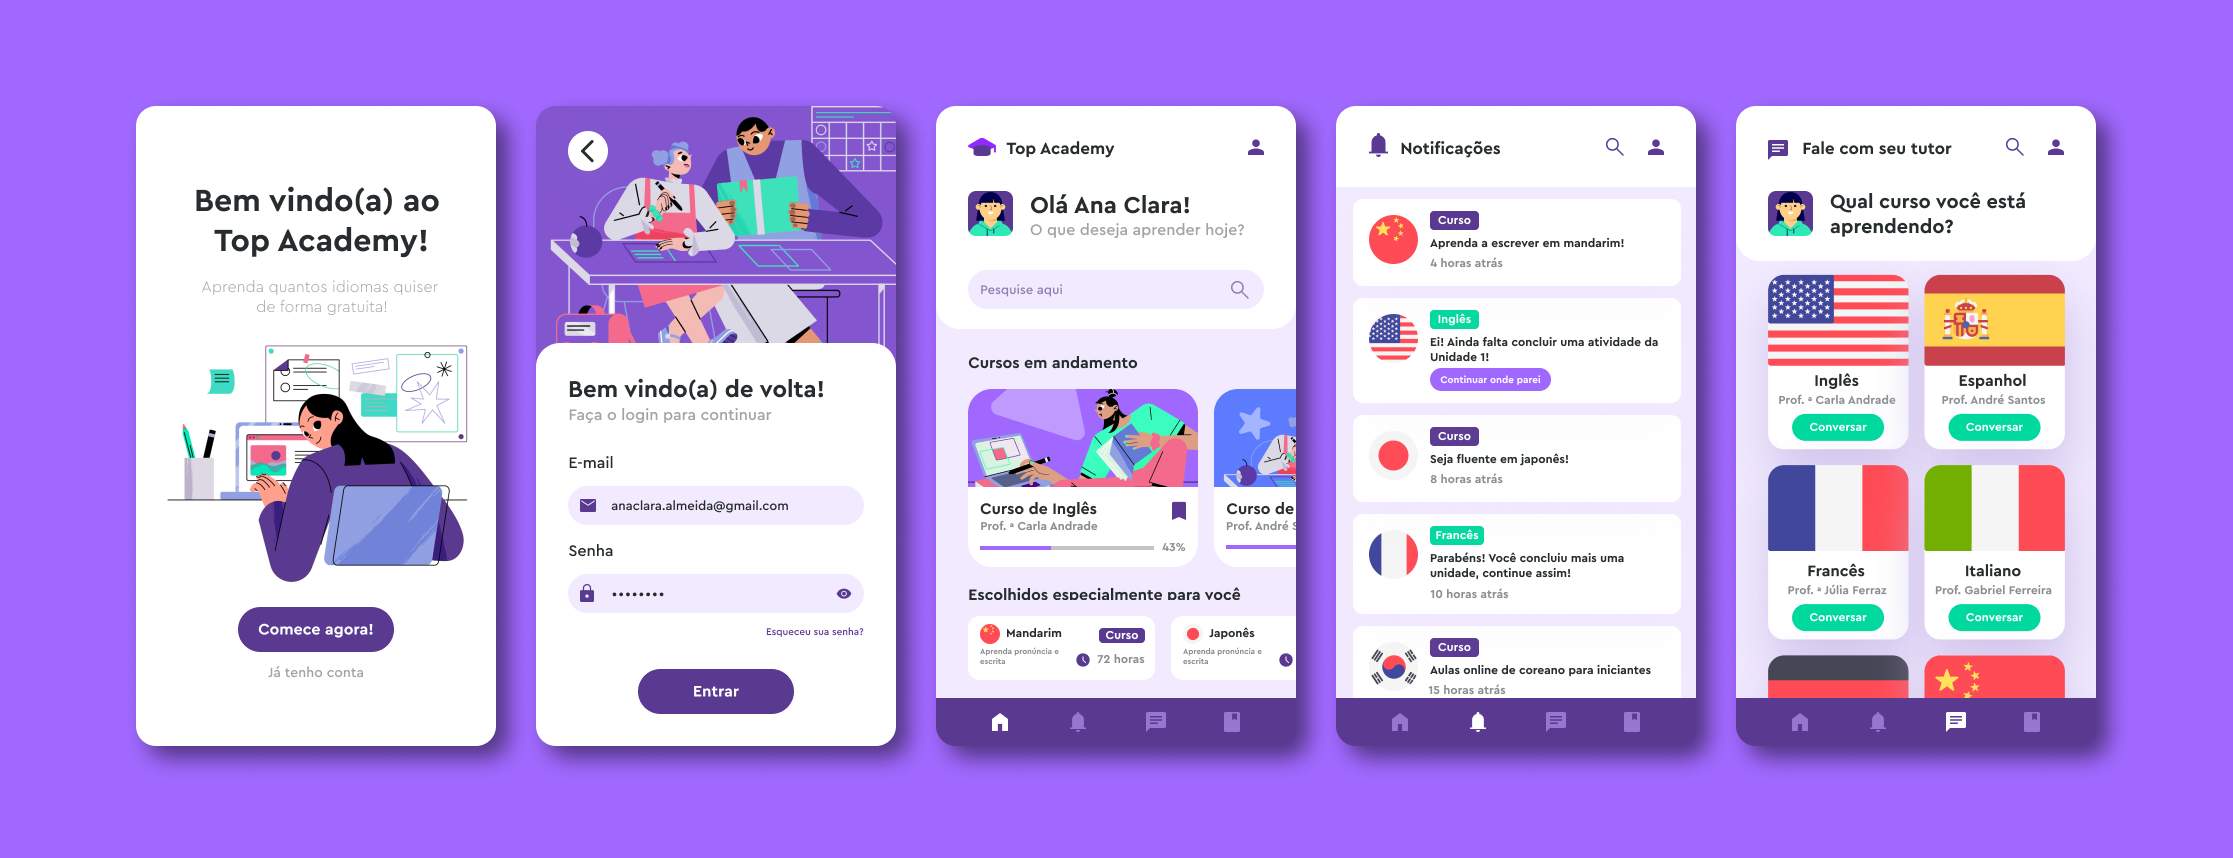 Bem vindo(a) ao
Top Academy!
Aprenda quantos idiomas quiser
de forma gratuita!
Comece agora!
Já tenho conta
Bem vindo(a) de volta!
Faça o login para continuar
E-mail
anaclara.almeida@gmail.com
Senha
••••••••
Esqueceu sua senha?
Entrar
Top Academy
Olá Ana Clara!
O que deseja aprender hoje?
Pesquise aqui
Cursos em andamento
Curso de Inglês
Prof. ª Carla Andrade
43%
Curso de
Prof. André S
Escolhidos especialmente para você
Mandarim
Curso
Aprenda pronúncia e
escrita
72 horas
Japonês
Aprenda pronúncia e
escrita
Notificações
Curso
Aprenda a escrever em mandarim!
4 horas atrás
Inglês
Ei! Ainda falta concluir uma atividade da
Unidade 1!
Continuar onde parei
Curso
Seja fluente em japonês!
8 horas atrás
Francês
Parabéns! Você concluiu mais uma
unidade, continue assim!
10 horas atrás
Curso
Aulas online de coreano para iniciantes
15 horas atrás
Fale com seu tutor
Qual curso você está
aprendendo?
Inglês
Prof. ª Carla Andrade
Conversar
Espanhol
Prof. André Santos
Conversar
Francês
Prof. ª Júlia Ferraz
Conversar
Italiano
Prof. Gabriel Ferreira
Conversar